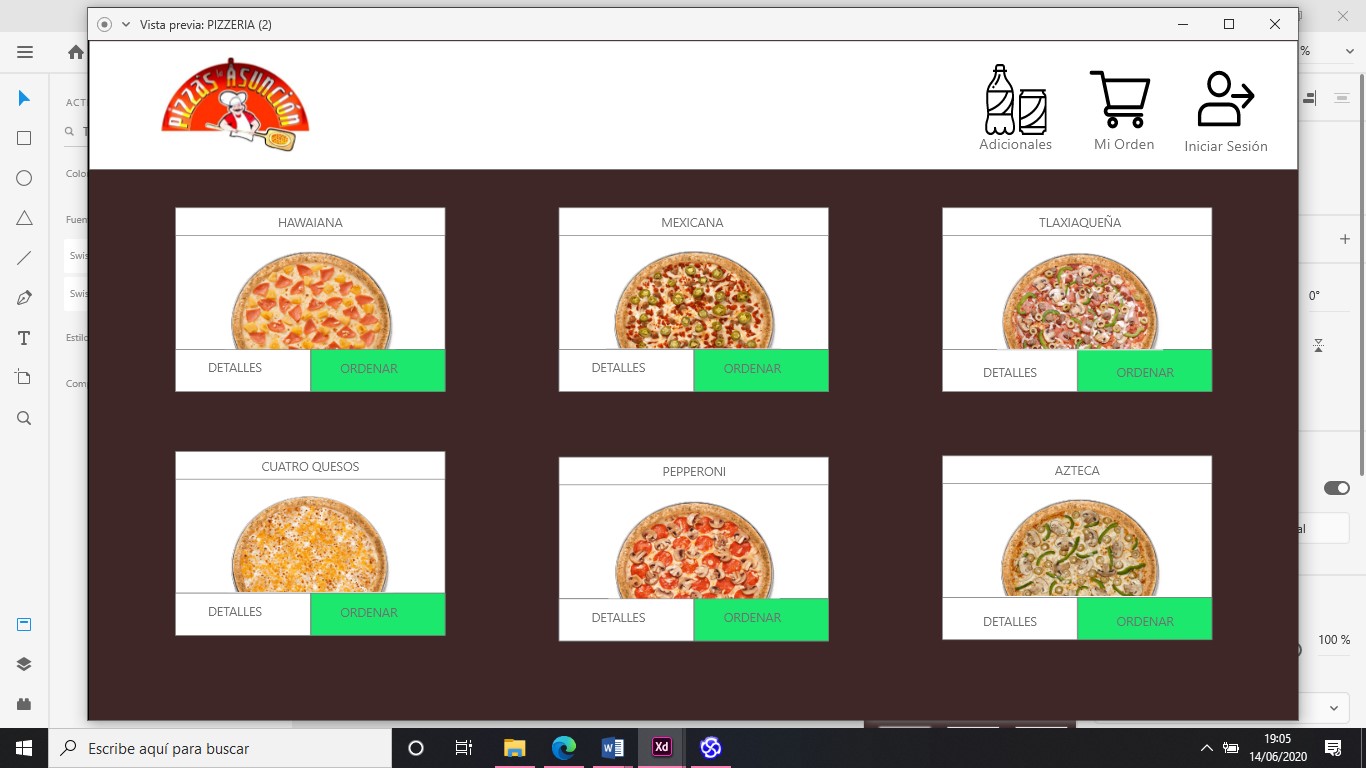 Vista previa: PIZZERIA (2)
%
pizzas la Asunción
Adicionales
Mi Orden
Iniciar Sesión
ACTI
T
Color
Fuen
Swis
Swis
Estilo
Comp
HAWAIANA
MEXICANA
TLAXIAQUEÑA
0°
DETALLES
ORDENAR
DETALLES
ORDENAR
DETALLES
ORDENAR
CUATRO QUESOS
PEPPERONI
AZTECA
al
DETALLES
ORDENAR
DETALLES
ORDENAR
DETALLES
ORDENAR
100 %
Escribe aquí para buscar
W
Xd
19:05
14/06/2020